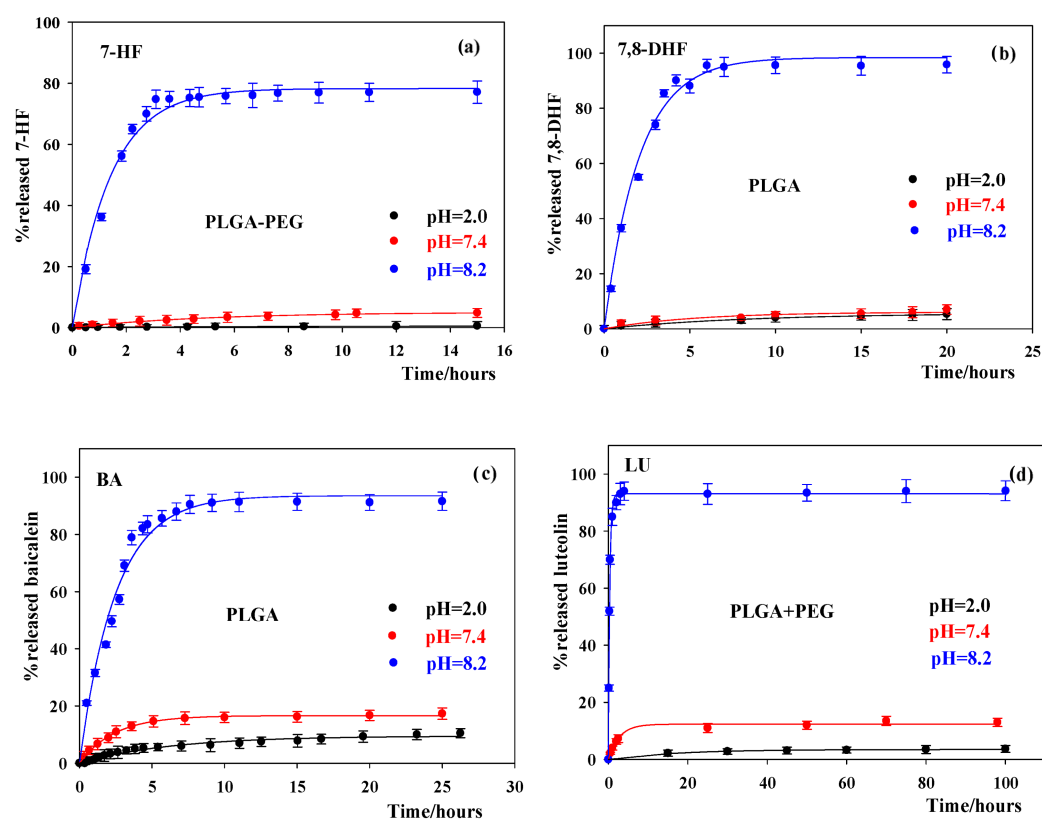 7-HF
(a)
%released 7-HF
100
80
60
40
20
0
PLGA-PEG
pH=2.0
pH=7.4
pH=8.2
0 2 4 6 8 10 12 14 16
Time/hours
7,8-DHF
(b)
%released 7,8-DHF
100
80
60
40
20
0
PLGA
pH=2.0
pH=7.4
pH=8.2
0 5 10 15 20 25
Time/hours
BA
(c)
%released baicalein
100
80
60
40
20
0
PLGA
pH=2.0
pH=7.4
pH=8.2
0 5 10 15 20 25 30
Time/hours
LU
(d)
%released luteolin
100
80
60
40
20
0
PLGA+PEG
pH=2.0
pH=7.4
pH=8.2
0 20 40 60 80 100
Time/hours